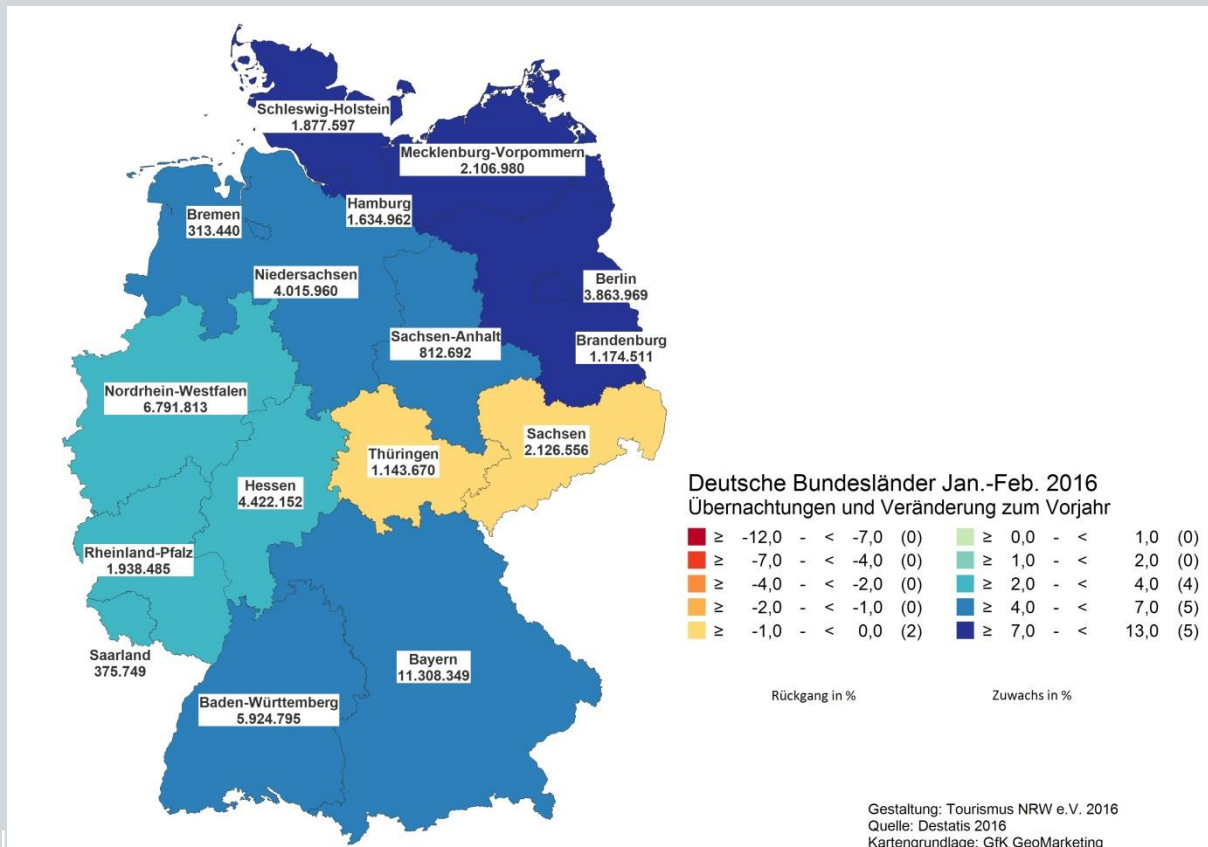 Schleswig-Holstein
1.877.597
Mecklenburg-Vorpommern
2.106.980
Hamburg
1.634.962
Bremen
313.440
Niedersachsen
4.015.960
Berlin
3.863.969
Sachsen-Anhalt
812.692
Brandenburg
1.174.511
Nordrhein-Westfalen
6.791.813
Sachsen
2.126.556
Thüringen
1.143.670
Hessen
4.422.152
Rheinland-Pfalz
1.938.485
Saarland
375.749
Bayern
11.308.349
Baden-Württemberg
5.924.795
Deutsche Bundesländer Jan.-Feb. 2016
Übernachtungen und Veränderung zum Vorjahr
≥ -12,0 - < -7,0 (0)
≥ -7,0 - < -4,0 (0)
≥ -4,0 - < -2,0 (0)
≥ -2,0 - < -1,0 (0)
≥ -1,0 - < 0,0 (2)
≥ 0,0 - < 1,0 (0)
≥ 1,0 - < 2,0 (0)
≥ 2,0 - < 4,0 (4)
≥ 4,0 - < 7,0 (5)
≥ 7,0 - < 13,0 (5)
Rückgang in %
Zuwachs in %
Gestaltung: Tourismus NRW e.V. 2016
Quelle: Destatis 2016
Kartengrundlage: GfK GeoMarketing